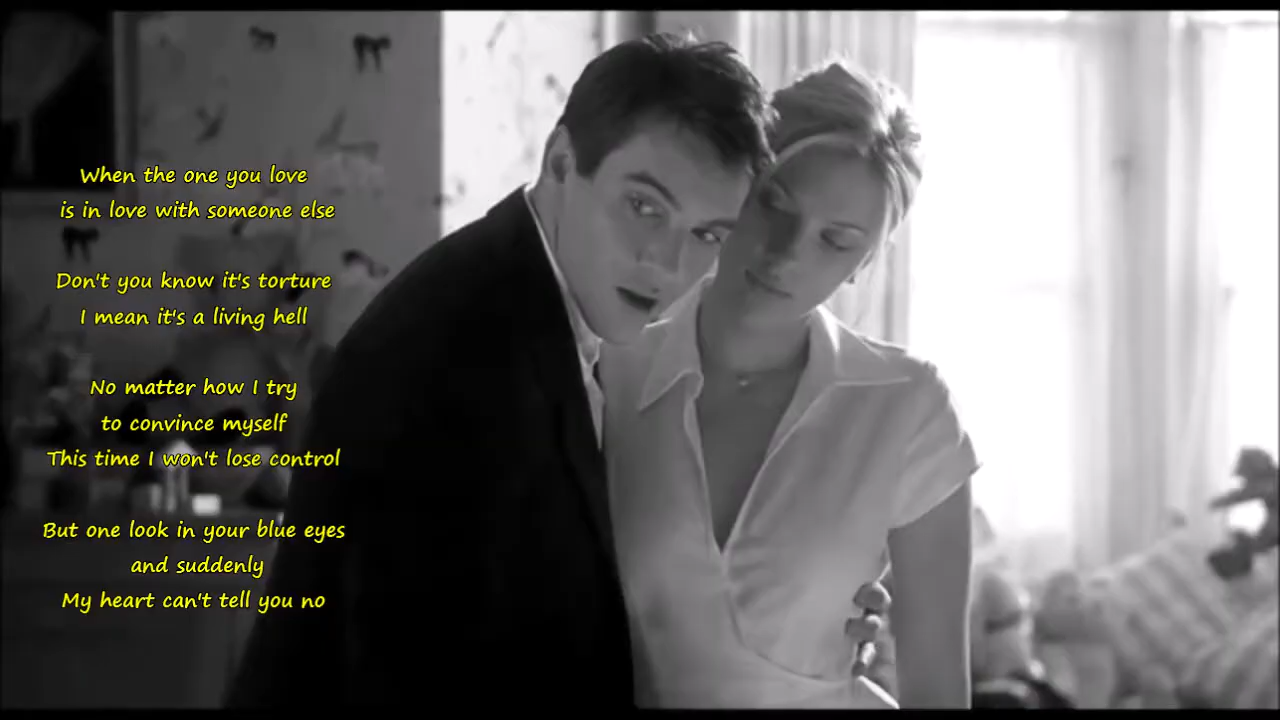 When the one you love
is in love with someone else
Don't you know it's torture
I mean it's a living hell
No matter how I try
to convince myself
This time I won't lose control
But one look in your blue eyes
and suddenly
My heart can't tell you no